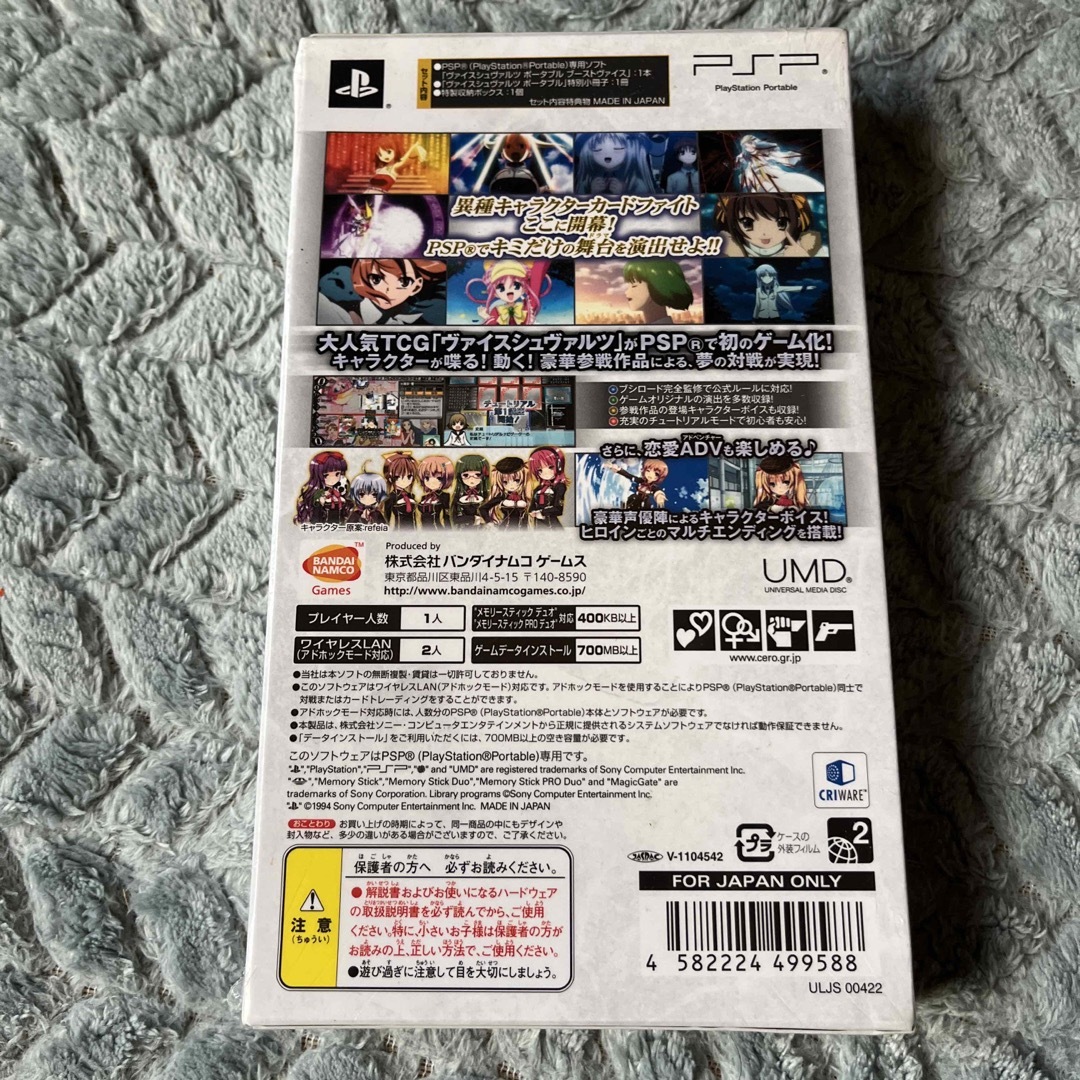 セット内容
●PSP®(PlayStation®Portable)専用ソフト
「ヴァイスシュヴァルツ ポータブル ブーストヴァイス」:1本
●「ヴァイスシュヴァルツ ポータブル」特別小冊子:1冊
●特製収納ボックス:1個
セット内容特典物 MADE IN JAPAN
PSP
PlayStation Portable
異種キャラクターカードファイト
ここに開幕!
PSP®でキミだけの舞台を演出せよ!!
大人気TCG「ヴァイスシュヴァルツ」がPSP®で初のゲーム化!
キャラクターが喋る! 動く! 豪華参戦作品による、夢の対戦が実現!
チュートリアル
第1話
開始!
●ブシロード完全監修で公式ルールに対応!
●ゲームオリジナルの演出を多数収録!
●参戦作品の登場キャラクターボイスも収録!
●充実のチュートリアルモードで初心者も安心!
アドベンチャー
さらに、恋愛ADVも楽しめる♪
キャラクター原案:refeia
豪華声優陣によるキャラクターボイス!
ヒロインごとのマルチエンディングを搭載!
BANDAI
NAMCO
Games
Produced by
株式会社 バンダイナムコ ゲームス
東京都品川区東品川4-5-15 〒140-8590
http://www.bandainamcogames.co.jp/
UMD®
UNIVERSAL MEDIA DISC
プレイヤー人数 1人
"メモリースティック デュオ"
"メモリースティック PRO デュオ" 対応 400KB以上
ワイヤレスLAN
(アドホックモード対応) 2人
ゲームデータインストール 700MB以上
www.cero.gr.jp
●当社は本ソフトの無断複製・賃貸は一切許可しておりません。
●このソフトウェアはワイヤレスLAN(アドホックモード)対応です。アドホックモードを使用することによりPSP®(PlayStation®Portable)同士で
対戦またはカードトレーディングをすることができます。
●アドホックモード対応時には、人数分のPSP®(PlayStation®Portable)本体とソフトウェアが必要です。
●本製品は、株式会社ソニー・コンピュータエンタテインメントから正規に提供されるシステムソフトウェアでなければ動作保証できません。
●「データインストール」をご利用いただくには、700MB以上の空き容量が必要です。
このソフトウェアはPSP®(PlayStation®Portable)専用です。
" ","PlayStation","PSP"," " and "UMD" are registered trademarks of Sony Computer Entertainment Inc.
" ","Memory Stick","Memory Stick Duo","Memory Stick PRO Duo" and "MagicGate" are
trademarks of Sony Corporation. Library programs ©Sony Computer Entertainment Inc.
" " ©1994 Sony Computer Entertainment Inc. MADE IN JAPAN
CRIWARE
おことわり お買い上げの時期によって、同一商品の中にもデザインや
封入物など、多少の違いがある場合がございますので、ご了承ください。
JASRAC V-1104542
プラ
ケースの
外装フィルム
2
注意
(ちゅうい)
保護者の方へ 必ずお読みください。
●解説書およびお使いになるハードウェア
の取扱説明書を必ず読んでから、ご使用
ください。特に、小さいお子様は保護者の方が
お読みの上、正しい方法で、ご使用ください。
●遊び過ぎに注意して目を大切にしましょう。
FOR JAPAN ONLY
4 582224 499588
ULJS 00422